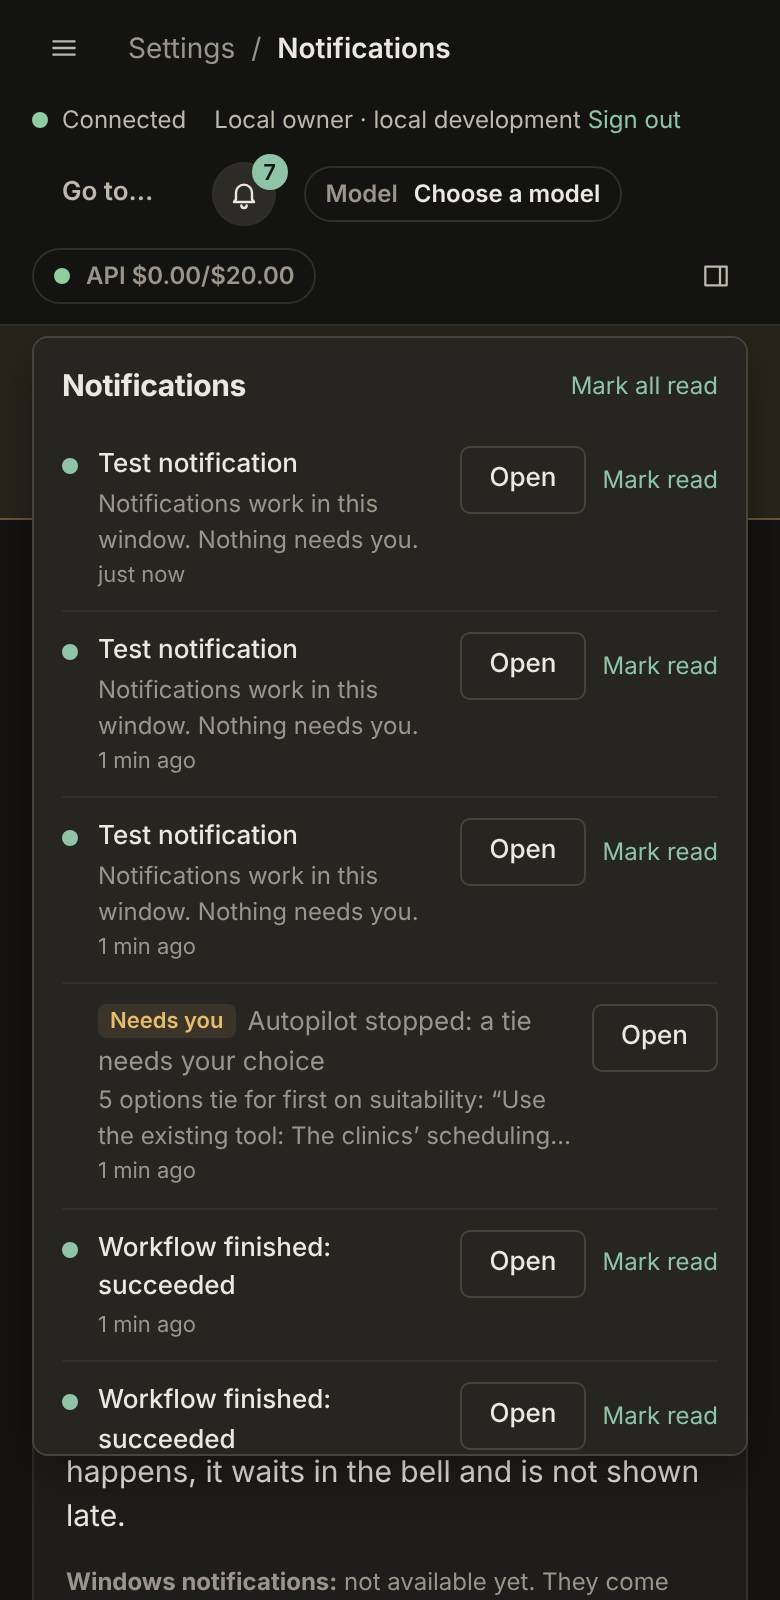 Settings / Notifications
Connected Local owner · local development Sign out
Go to... 7 Model Choose a model
API $0.00/$20.00
Notifications Mark all read
Test notification Open Mark read
Notifications work in this
window. Nothing needs you.
just now
Test notification Open Mark read
Notifications work in this
window. Nothing needs you.
1 min ago
Test notification Open Mark read
Notifications work in this
window. Nothing needs you.
1 min ago
Needs you Autopilot stopped: a tie Open
needs your choice
5 options tie for first on suitability: “Use
the existing tool: The clinics’ scheduling...
1 min ago
Workflow finished: Open Mark read
succeeded
1 min ago
Workflow finished: Open Mark read
succeeded
happens, it waits in the bell and is not shown
late.
Windows notifications: not available yet. They come